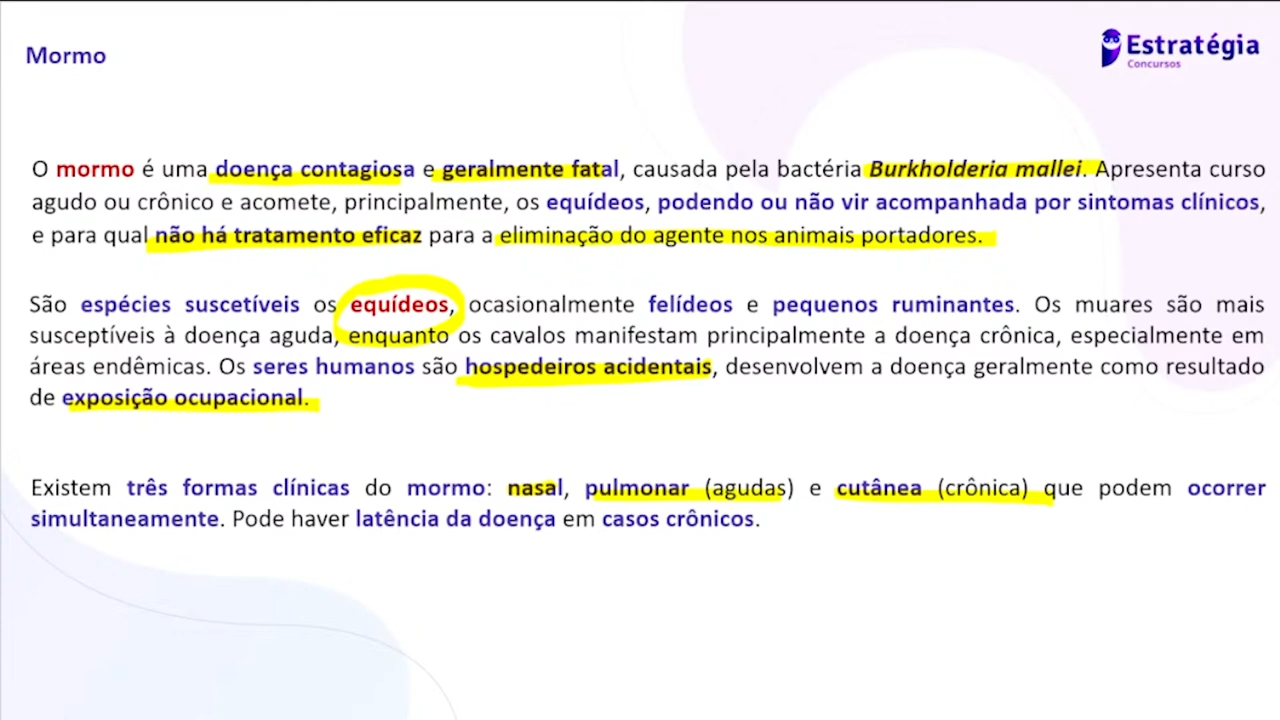 Mormo
Estratégia
Concursos
O mormo é uma doença contagiosa e geralmente fatal, causada pela bactéria Burkholderia mallei. Apresenta curso
agudo ou crônico e acomete, principalmente, os equídeos, podendo ou não vir acompanhada por sintomas clínicos,
e para qual não há tratamento eficaz para a eliminação do agente nos animais portadores.
São espécies suscetíveis os equídeos, ocasionalmente felídeos e pequenos ruminantes. Os muares são mais
susceptíveis à doença aguda, enquanto os cavalos manifestam principalmente a doença crônica, especialmente em
áreas endêmicas. Os seres humanos são hospedeiros acidentais, desenvolvem a doença geralmente como resultado
de exposição ocupacional.
Existem três formas clínicas do mormo: nasal, pulmonar (agudas) e cutânea (crônica) que podem ocorrer
simultaneamente. Pode haver latência da doença em casos crônicos.